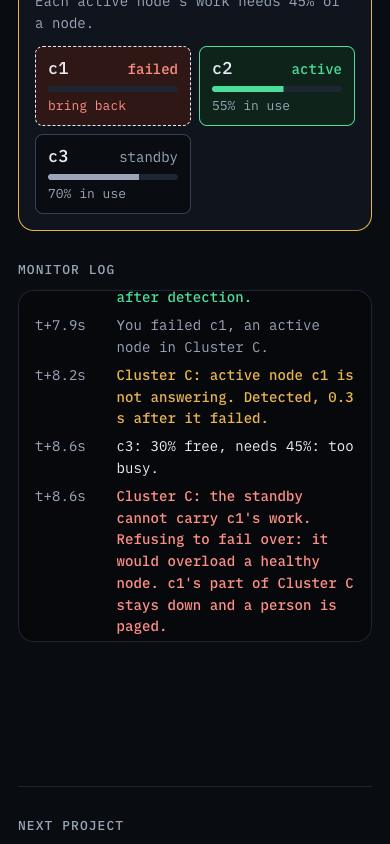 Each active node's work needs 45% of
a node.
c1 failed
bring back
c2 active
55% in use
c3 standby
70% in use
MONITOR LOG
after detection.
t+7.9s You failed c1, an active
node in Cluster C.
t+8.2s Cluster C: active node c1 is
not answering. Detected, 0.3
s after it failed.
t+8.6s c3: 30% free, needs 45%: too
busy.
t+8.6s Cluster C: the standby
cannot carry c1's work.
Refusing to fail over: it
would overload a healthy
node. c1's part of Cluster C
stays down and a person is
paged.
NEXT PROJECT